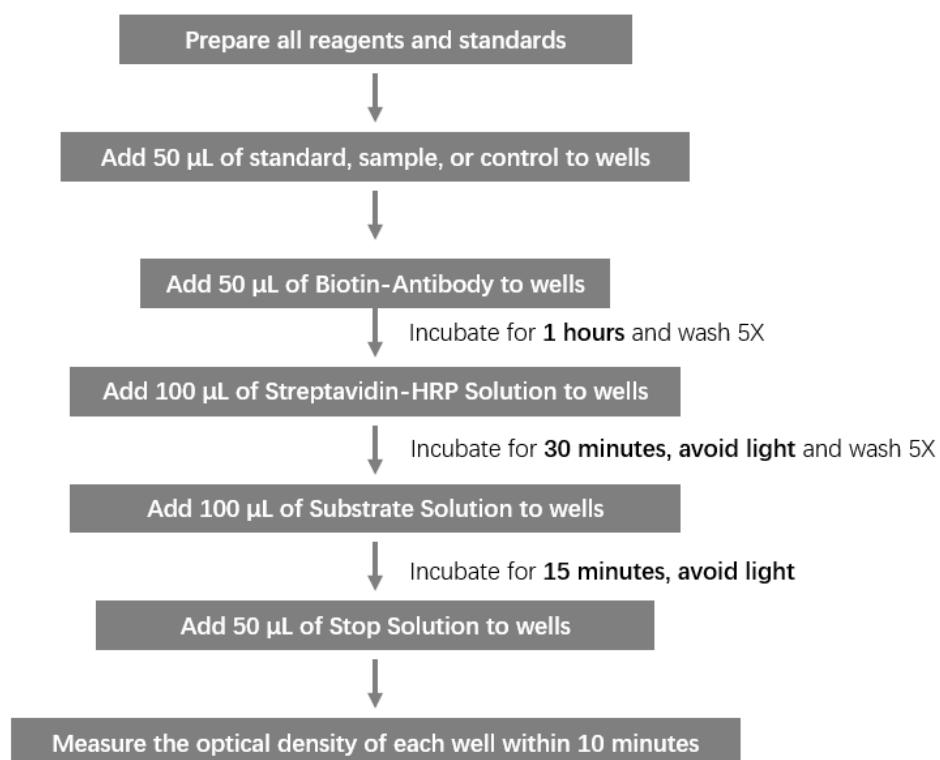 Prepare all reagents and standards
Add 50 μL of standard, sample, or control to wells
Add 50 μL of Biotin-Antibody to wells
Incubate for 1 hours and wash 5X
Add 100 μL of Streptavidin-HRP Solution to wells
Incubate for 30 minutes, avoid light and wash 5X
Add 100 μL of Substrate Solution to wells
Incubate for 15 minutes, avoid light
Add 50 μL of Stop Solution to wells
Measure the optical density of each well within 10 minutes